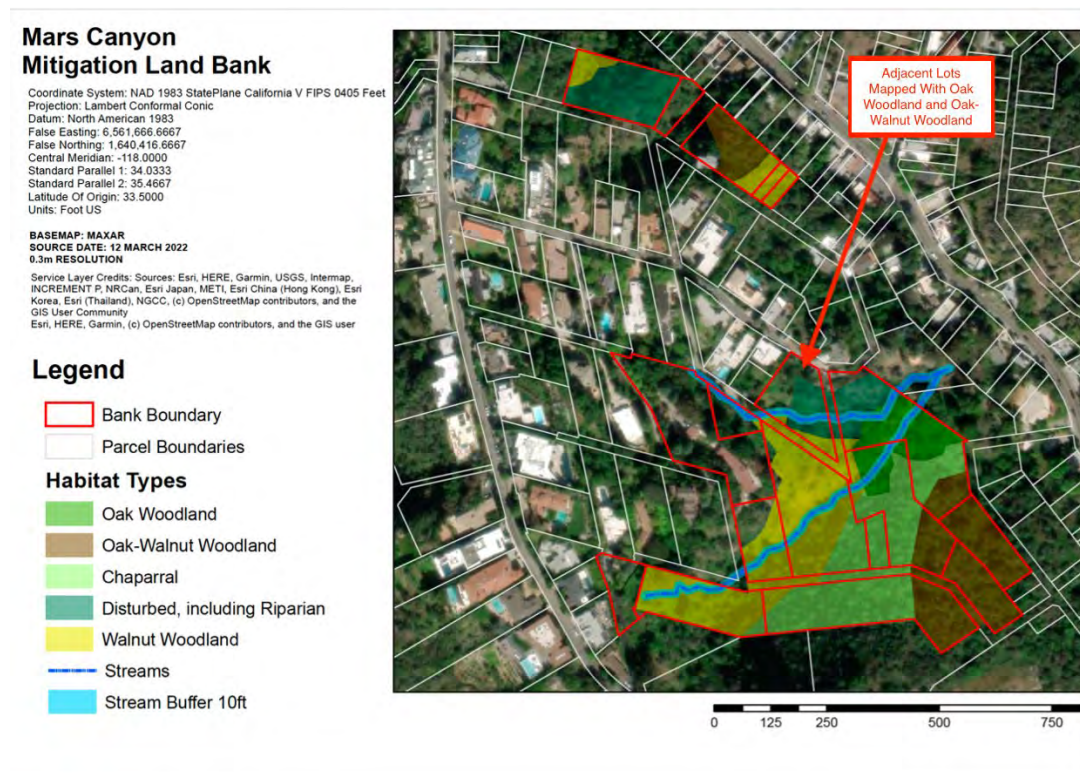 Mars Canyon
Mitigation Land Bank
Coordinate System: NAD 1983 StatePlane California V FIPS 0405 Feet
Projection: Lambert Conformal Conic
Datum: North American 1983
False Easting: 6,561,666.6667
False Northing: 1,640,416.6667
Central Meridian: -118.0000
Standard Parallel 1: 34.0333
Standard Parallel 2: 35.4667
Latitude Of Origin: 33.5000
Units: Foot US
BASEMAP: MAXAR
SOURCE DATE: 12 MARCH 2022
0.3m RESOLUTION
Service Layer Credits: Sources: Esri, HERE, Garmin, USGS, Intermap,
INCREMENT P, NRCan, Esri Japan, METI, Esri China (Hong Kong), Esri
Korea, Esri (Thailand), NGCC, (c) OpenStreetMap contributors, and the
GIS User Community
Esri, HERE, Garmin, (c) OpenStreetMap contributors, and the GIS user
Legend
Bank Boundary
Parcel Boundaries
Habitat Types
Oak Woodland
Oak-Walnut Woodland
Chaparral
Disturbed, including Riparian
Walnut Woodland
Streams
Stream Buffer 10ft
Adjacent Lots
Mapped With Oak
Woodland and Oak-
Walnut Woodland
0 125 250 500 750